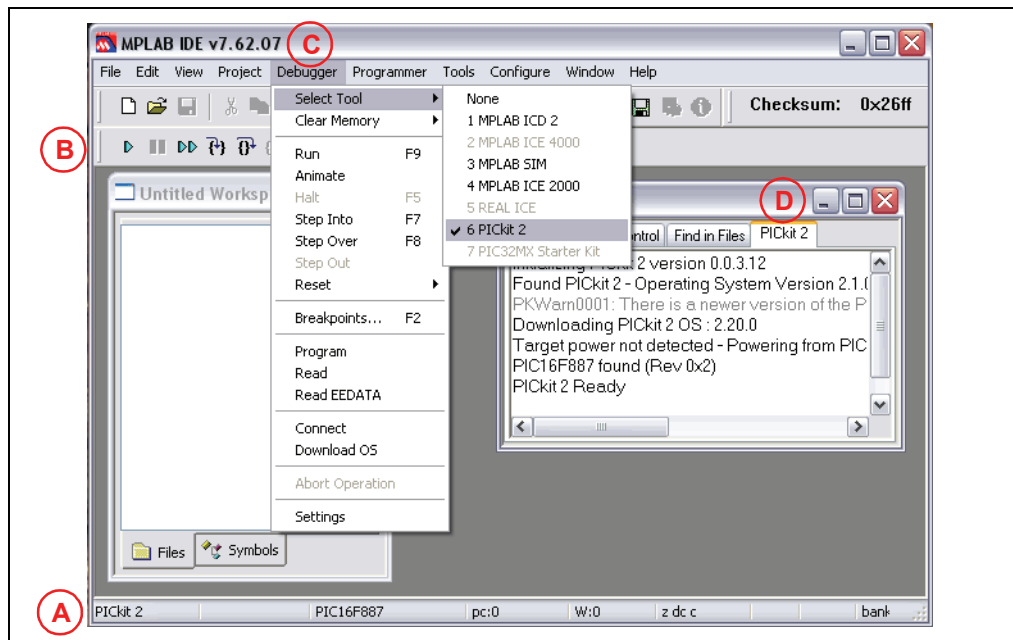 MPLAB IDE v7.62.07
C
File Edit View Project Debugger Programmer Tools Configure Window Help
Checksum: 0x26ff
B
Select Tool
Clear Memory
Run F9
Animate
Halt F5
Step Into F7
Step Over F8
Step Out
Reset
Breakpoints... F2
Program
Read
Read EEDATA
Connect
Download OS
Abort Operation
Settings
None
1 MPLAB ICD 2
2 MPLAB ICE 4000
3 MPLAB SIM
4 MPLAB ICE 2000
5 REAL ICE
6 PICkit 2
7 PIC32MX Starter Kit
Untitled Worksp
Files Symbols
D
ntrol Find in Files PICkit 2
2 version 0.0.3.12
Found PICkit 2 - Operating System Version 2.1.
PKWarn0001: There is a newer version of the P
Downloading PICkit 2 OS : 2.20.0
Target power not detected - Powering from PIC
PIC16F887 found (Rev 0x2)
PICkit 2 Ready
A
PICkit 2 PIC16F887 pc:0 W:0 z dc c bank